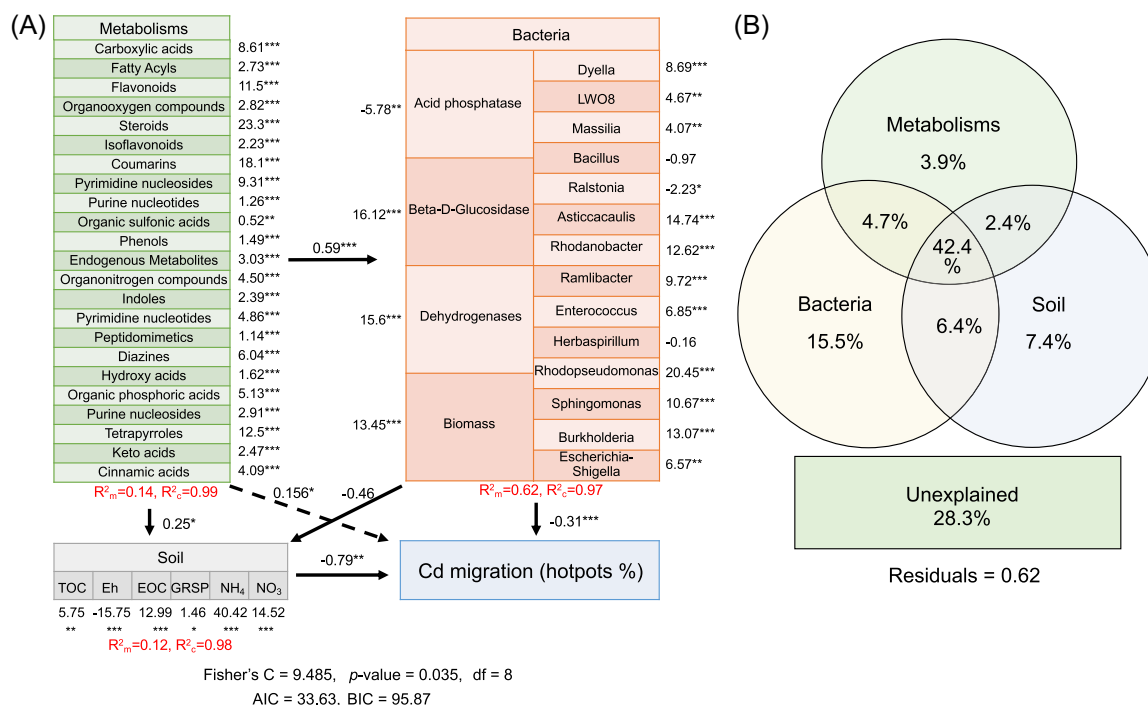 (A)
Metabolisms
Carboxylic acids 8.61***
Fatty Acyls 2.73***
Flavonoids 11.5***
Organooxygen compounds 2.82***
Steroids 23.3***
Isoflavonoids 2.23***
Coumarins 18.1***
Pyrimidine nucleosides 9.31***
Purine nucleotides 1.26***
Organic sulfonic acids 0.52**
Phenols 1.49***
Endogenous Metabolites 3.03***
Organonitrogen compounds 4.50***
Indoles 2.39***
Pyrimidine nucleotides 4.86***
Peptidomimetics 1.14***
Diazines 6.04***
Hydroxy acids 1.62***
Organic phosphoric acids 5.13***
Purine nucleosides 2.91***
Tetrapyrroles 12.5***
Keto acids 2.47***
Cinnamic acids 4.09***
R²m=0.14, R²c=0.99
0.59***
Bacteria
-5.78** Acid phosphatase
16.12*** Beta-D-Glucosidase
15.6*** Dehydrogenases
13.45*** Biomass
Dyella 8.69***
LWO8 4.67**
Massilia 4.07**
Bacillus -0.97
Ralstonia -2.23*
Asticcacaulis 14.74***
Rhodanobacter 12.62***
Ramlibacter 9.72***
Enterococcus 6.85***
Herbaspirillum -0.16
Rhodopseudomonas 20.45***
Sphingomonas 10.67***
Burkholderia 13.07***
Escherichia-
Shigella 6.57**
R²m=0.62, R²c=0.97
0.156*
-0.46
0.25*
-0.31***
Soil
TOC Eh EOC GRSP NH₄ NO₃
5.75 -15.75 12.99 1.46 40.42 14.52
** *** *** * *** ***
R²m=0.12, R²c=0.98
-0.79**
Cd migration (hotpots %)
Fisher's C = 9.485, p-value = 0.035, df = 8
AIC = 33.63, BIC = 95.87
(B)
Metabolisms
3.9%
4.7%
2.4%
42.4
%
Bacteria
15.5%
6.4%
Soil
7.4%
Unexplained
28.3%
Residuals = 0.62